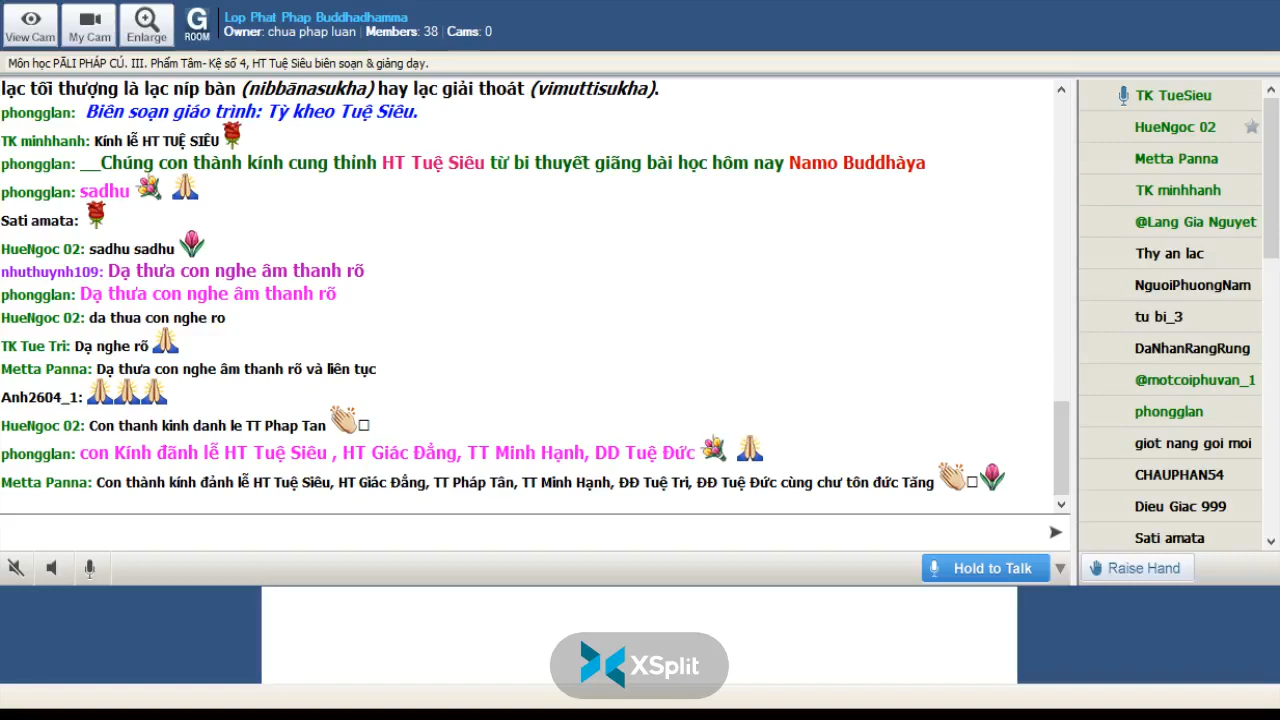 View Cam
My Cam
Enlarge
G
ROOM
Lop Phat Phap Buddhadhamma
Owner: chua phap luan | Members: 38 | Cams: 0
Môn học PĀLI PHÁP CÚ. III. Phẩm Tâm- Kệ số 4, HT Tuệ Siêu biên soạn & giảng dạy.
lạc tối thượng là lạc níp bàn (nibbānasukha) hay lạc giải thoát (vimuttisukha).
phongglan: Biên soạn giáo trình: Tỳ kheo Tuệ Siêu.
TK minhhanh: Kính lễ HT TUỆ SIÊU
phongglan: __Chúng con thành kính cung thỉnh HT Tuệ Siêu từ bi thuyết giãng bài học hôm nay Namo Buddhàya
phongglan: sadhu
Sati amata:
HueNgoc 02: sadhu sadhu
nhuthuynh109: Dạ thưa con nghe âm thanh rõ
phongglan: Dạ thưa con nghe âm thanh rõ
HueNgoc 02: da thua con nghe ro
TK Tue Tri: Dạ nghe rõ
Metta Panna: Dạ thưa con nghe âm thanh rõ và liên tục
Anh2604_1:
HueNgoc 02: Con thanh kinh danh le TT Phap Tan
phongglan: con Kính đãnh lễ HT Tuệ Siêu , HT Giác Đẳng, TT Minh Hạnh, DD Tuệ Đức
Metta Panna: Con thành kính đảnh lễ HT Tuệ Siêu, HT Giác Đẳng, TT Pháp Tân, TT Minh Hạnh, ĐĐ Tuệ Tri, ĐĐ Tuệ Đức cùng chư tôn đức Tăng
TK TueSieu
HueNgoc 02
Metta Panna
TK minhhanh
@Lang Gia Nguyet
Thy an lac
NguoiPhuongNam
tu bi_3
DaNhanRangRung
@motcoiphuvan_1
phongglan
giot nang goi moi
CHAUPHAN54
Dieu Giac 999
Sati amata
Hold to Talk
Raise Hand
XSplit